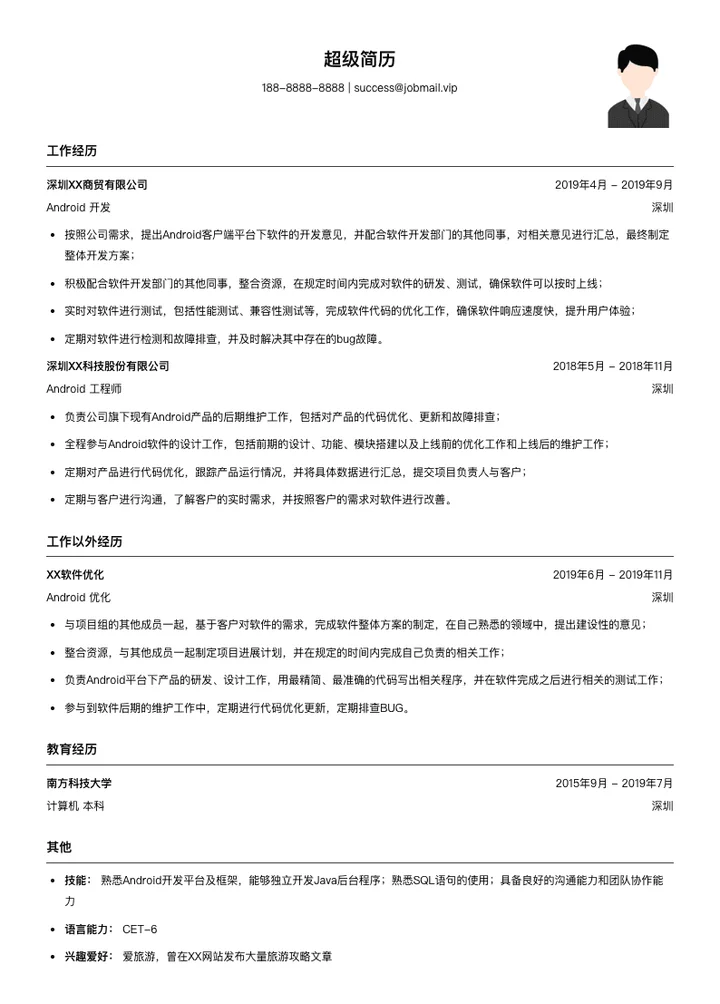 超级简历
188-8888-8888 | success@jobmail.vip
工作经历
深圳XX商贸有限公司 2019年4月 – 2019年9月
Android 开发 深圳
• 按照公司需求，提出Android客户端平台下软件的开发意见，并配合软件开发部门的其他同事，对相关意见进行汇总，最终制定
整体开发方案；
• 积极配合软件开发部门的其他同事，整合资源，在规定时间内完成对软件的研发、测试，确保软件可以按时上线；
• 实时对软件进行测试，包括性能测试、兼容性测试等，完成软件代码的优化工作，确保软件响应速度快，提升用户体验；
• 定期对软件进行检测和故障排查，并及时解决其中存在的bug故障。
深圳XX科技股份有限公司 2018年5月 – 2018年11月
Android 工程师 深圳
• 负责公司旗下现有Android产品的后期维护工作，包括对产品的代码优化、更新和故障排查；
• 全程参与Android软件的设计工作，包括前期的设计、功能、模块搭建以及上线前的优化工作和上线后的维护工作；
• 定期对产品进行代码优化，跟踪产品运行情况，并将具体数据进行汇总，提交项目负责人与客户；
• 定期与客户进行沟通，了解客户的实时需求，并按照客户的需求对软件进行改善。
工作以外经历
XX软件优化 2019年6月 – 2019年11月
Android 优化 深圳
• 与项目组的其他成员一起，基于客户对软件的需求，完成软件整体方案的制定，在自己熟悉的领域中，提出建设性的意见；
• 整合资源，与其他成员一起制定项目进展计划，并在规定的时间内完成自己负责的相关工作；
• 负责Android平台下产品的研发、设计工作，用最精简、最准确的代码写出相关程序，并在软件完成之后进行相关的测试工作；
• 参与到软件后期的维护工作中，定期进行代码优化更新，定期排查BUG。
教育经历
南方科技大学 2015年9月 – 2019年7月
计算机 本科 深圳
其他
• 技能： 熟悉Android开发平台及框架，能够独立开发Java后台程序；熟悉SQL语句的使用；具备良好的沟通能力和团队协作能
力
• 语言能力： CET-6
• 兴趣爱好： 爱旅游，曾在XX网站发布大量旅游攻略文章